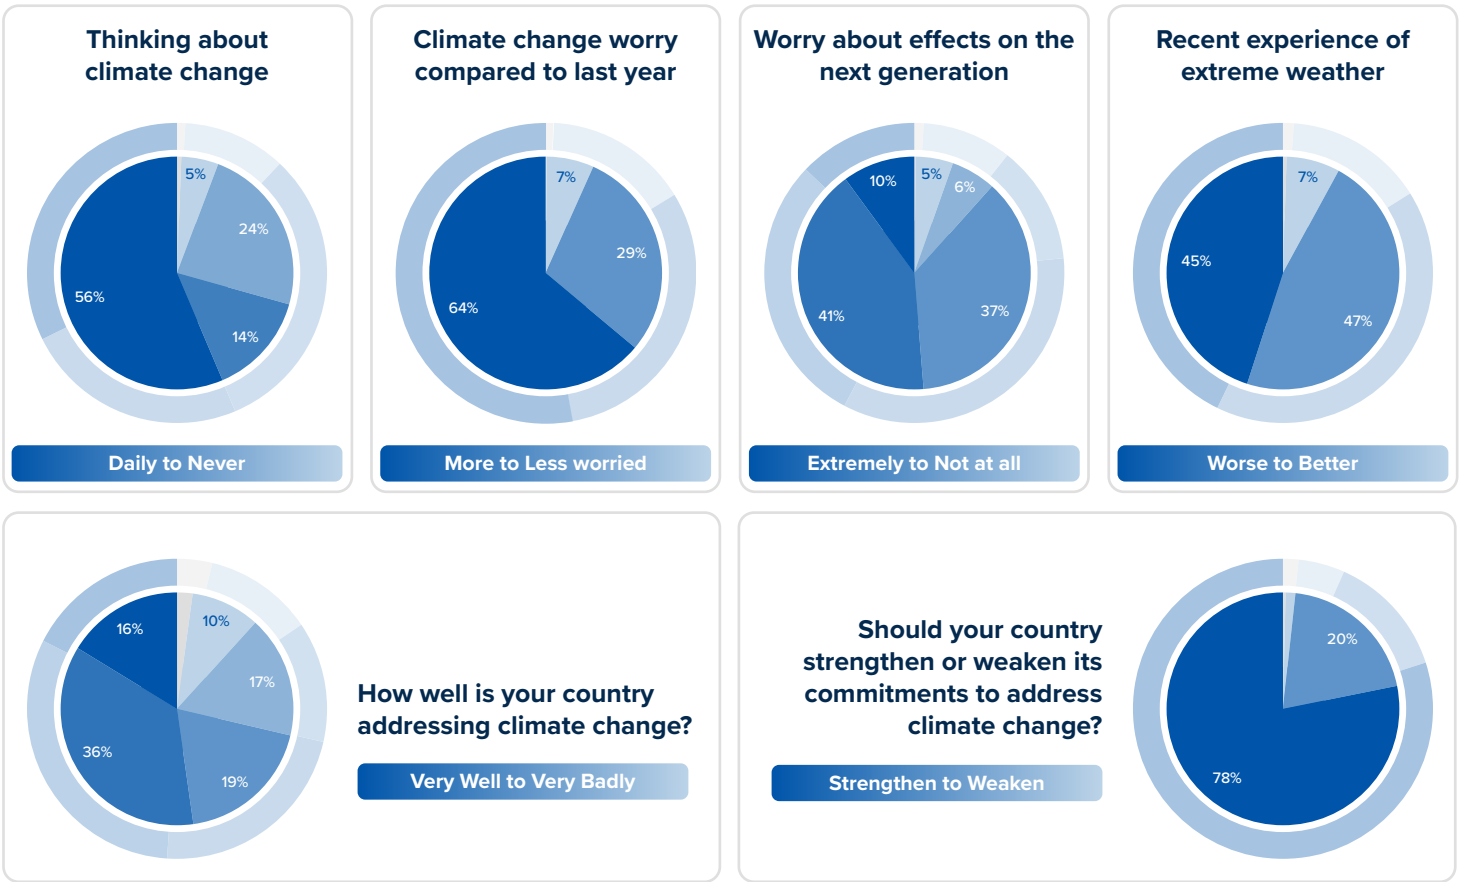 Thinking about
climate change
5%
24%
56%
14%
Daily to Never
Climate change worry
compared to last year
7%
29%
64%
More to Less worried
Worry about effects on the
next generation
10%
5%
6%
41%
37%
Extremely to Not at all
Recent experience of
extreme weather
7%
45%
47%
Worse to Better
16%
10%
17%
36%
19%
How well is your country
addressing climate change?
Very Well to Very Badly
Should your country
strengthen or weaken its
commitments to address
climate change?
Strengthen to Weaken
20%
78%